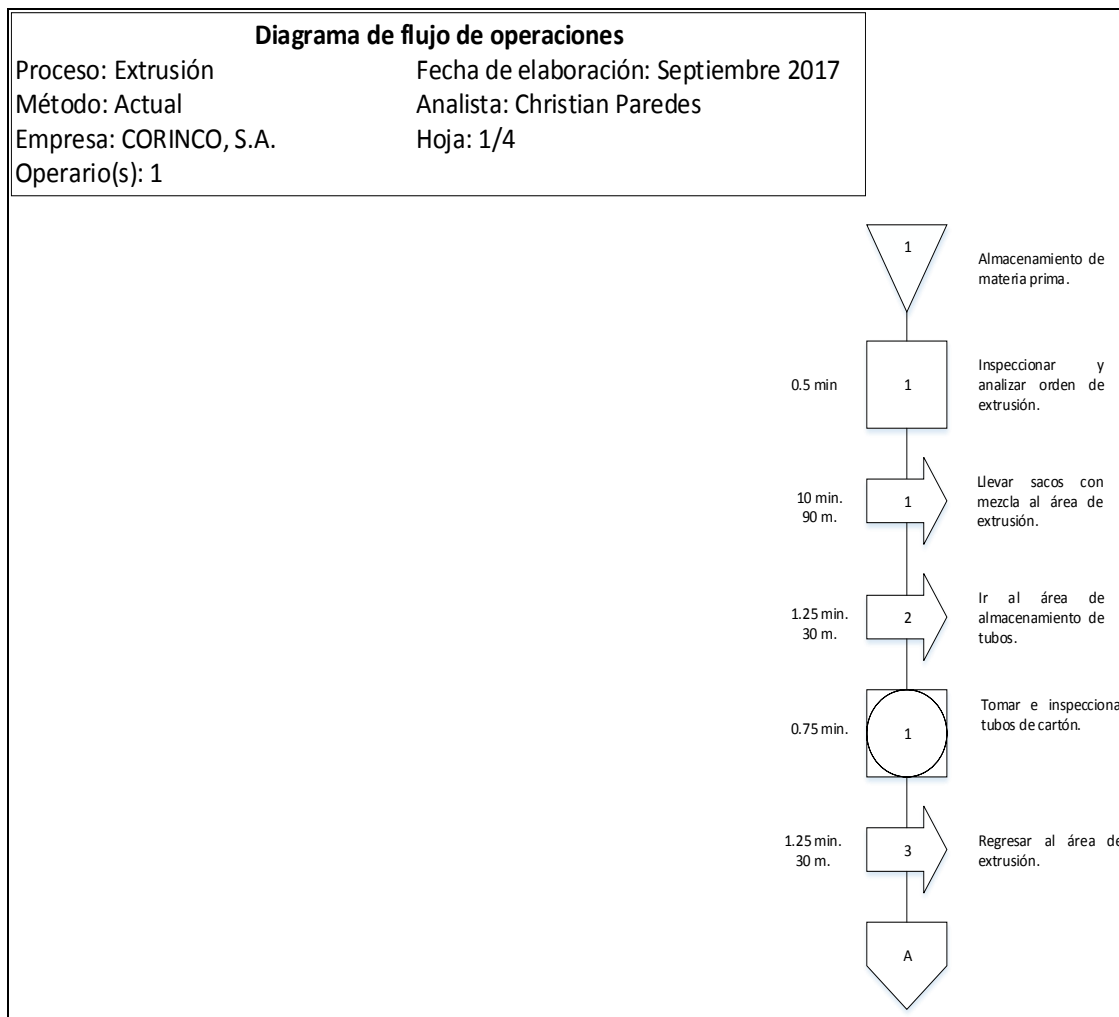 Diagrama de flujo de operaciones
Proceso: Extrusión Fecha de elaboración: Septiembre 2017
Método: Actual Analista: Christian Paredes
Empresa: CORINCO, S.A. Hoja: 1/4
Operario(s): 1
1
Almacenamiento de
materia prima.
0.5 min
1
Inspeccionar y
analizar orden de
extrusión.
10 min.
90 m.
1
Llevar sacos con
mezcla al área de
extrusión.
1.25 min.
30 m.
2
Ir al área de
almacenamiento de
tubos.
0.75 min.
1
Tomar e inspecciona
tubos de cartón.
1.25 min.
30 m.
3
Regresar al área de
extrusión.
A